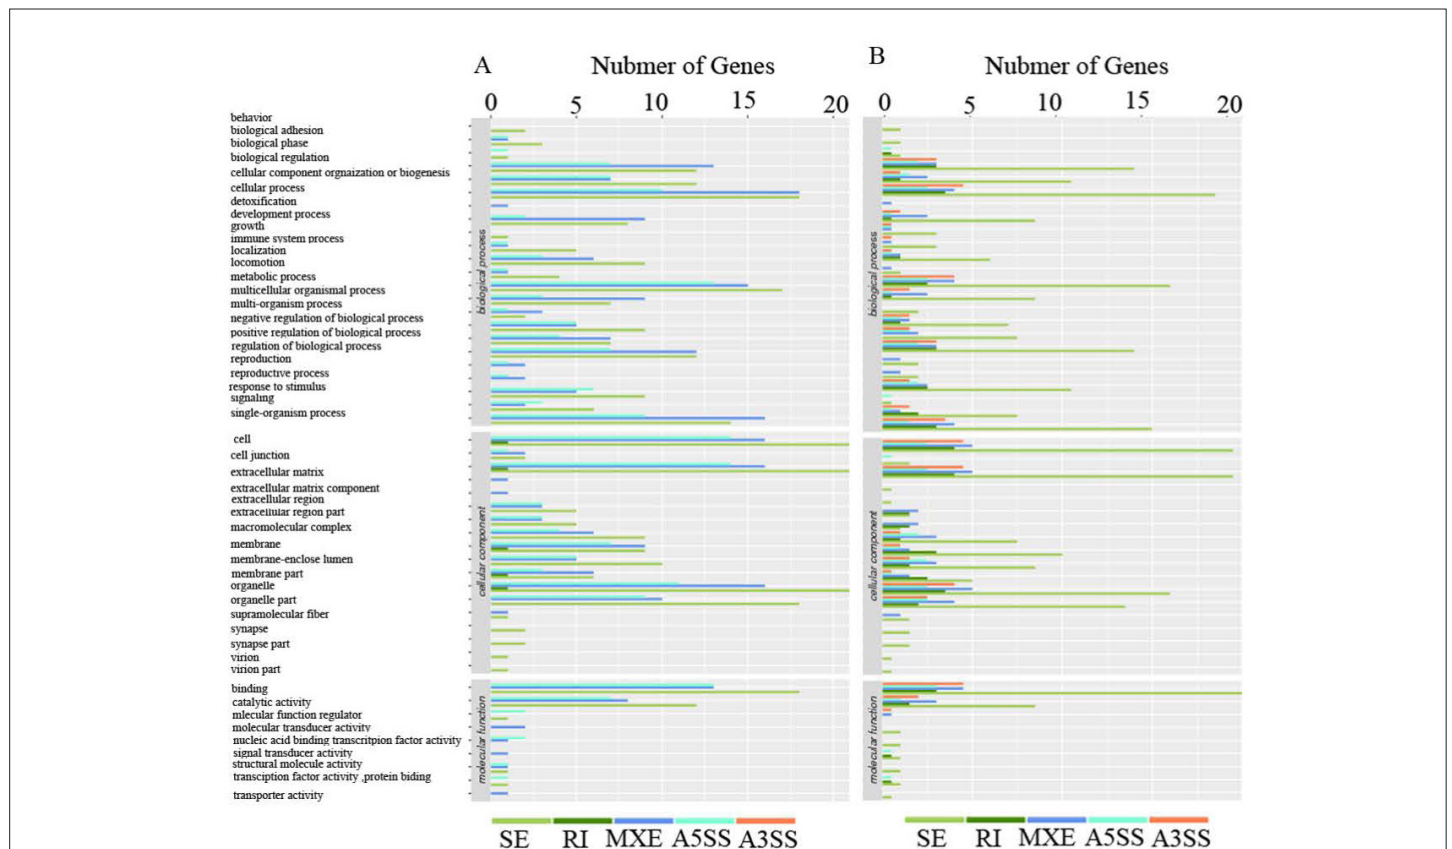 A
Nubmer of Genes
0 5 10 15 20
B
Nubmer of Genes
0 5 10 15 20
behavior
biological adhesion
biological phase
biological regulation
cellular component orgnaization or biogenesis
cellular process
detoxification
development process
growth
immune system process
localization
locomotion
metabolic process
multicellular organismal process
multi-organism process
negative regulation of biological process
positive regulation of biological process
regulation of biological process
reproduction
reproductive process
response to stimulus
signaling
single-organism process
cell
cell junction
extracellular matrix
extracellular matrix component
extracellular region
extracellular region part
macromolecular complex
membrane
membrane-enclose lumen
membrane part
organelle
organelle part
supramolecular fiber
synapse
synapse part
virion
virion part
binding
catalytic activity
mlecular function regulator
molecular transducer activity
nucleic acid binding transcritpion factor activity
signal transducer activity
structural molecule activity
transciption factor activity ,protein biding
transporter activity
biological process
cellular component
molecular function
biological process
cellular component
molecular function
SE RI MXE A5SS A3SS
SE RI MXE A5SS A3SS